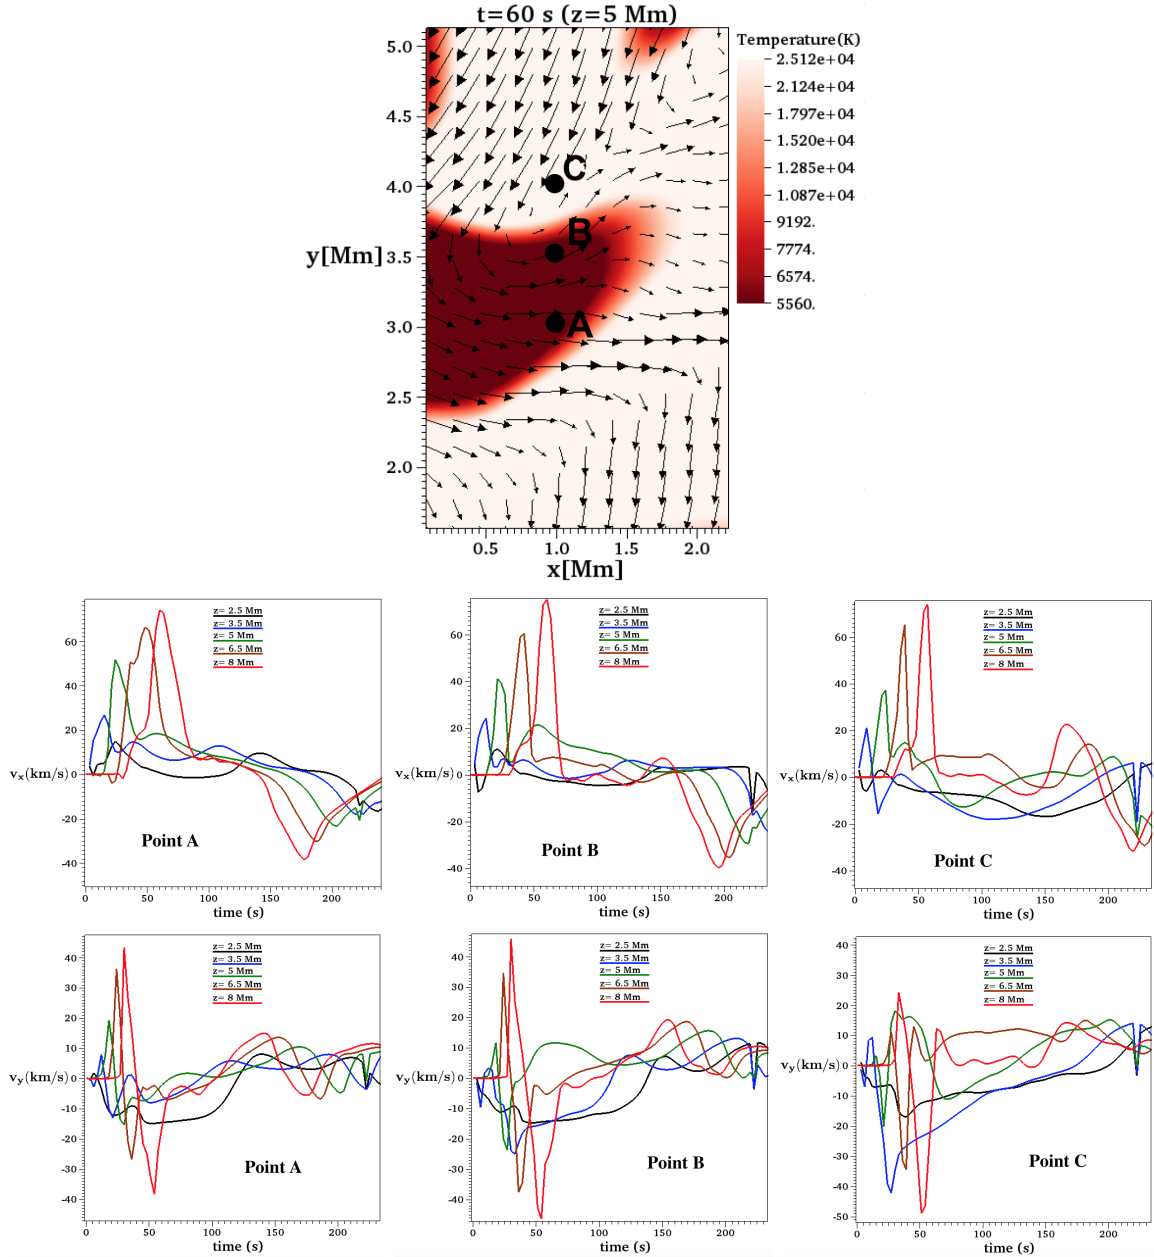 t=60 s (z=5 Mm)
Temperature(K)
2.512e+04
2.124e+04
1.797e+04
1.520e+04
1.285e+04
1.087e+04
9192.
7774.
6574.
5560.
5.0
4.5
4.0
3.5
3.0
2.5
2.0
y[Mm]
C
B
A
0.5 1.0 1.5 2.0
x[Mm]
z= 2.5 Mm
z= 3.5 Mm
z= 5 Mm
z= 6.5 Mm
z= 8 Mm
60
40
20
0
-20
-40
vx(km/s)
Point A
0 50 100 150 200
time (s)
z= 2.5 Mm
z= 3.5 Mm
z= 5 Mm
z= 6.5 Mm
z= 8 Mm
60
40
20
0
-20
-40
vx(km/s)
Point B
0 50 100 150 200
time (s)
z= 2.5 Mm
z= 3.5 Mm
z= 5 Mm
z= 6.5 Mm
z= 8 Mm
60
40
20
0
-20
-40
vx(km/s)
Point C
0 50 100 150 200
time (s)
z= 2.5 Mm
z= 3.5 Mm
z= 5 Mm
z= 6.5 Mm
z= 8 Mm
40
30
20
10
0
-10
-20
-30
-40
vy(km/s)
Point A
0 50 100 150 200
time (s)
z= 2.5 Mm
z= 3.5 Mm
z= 5 Mm
z= 6.5 Mm
z= 8 Mm
40
30
20
10
0
-10
-20
-30
-40
vy(km/s)
Point B
0 50 100 150 200
time (s)
z= 2.5 Mm
z= 3.5 Mm
z= 5 Mm
z= 6.5 Mm
z= 8 Mm
40
30
20
10
0
-10
-20
-30
-40
-50
vy(km/s)
Point C
0 50 100 150 200
time (s)